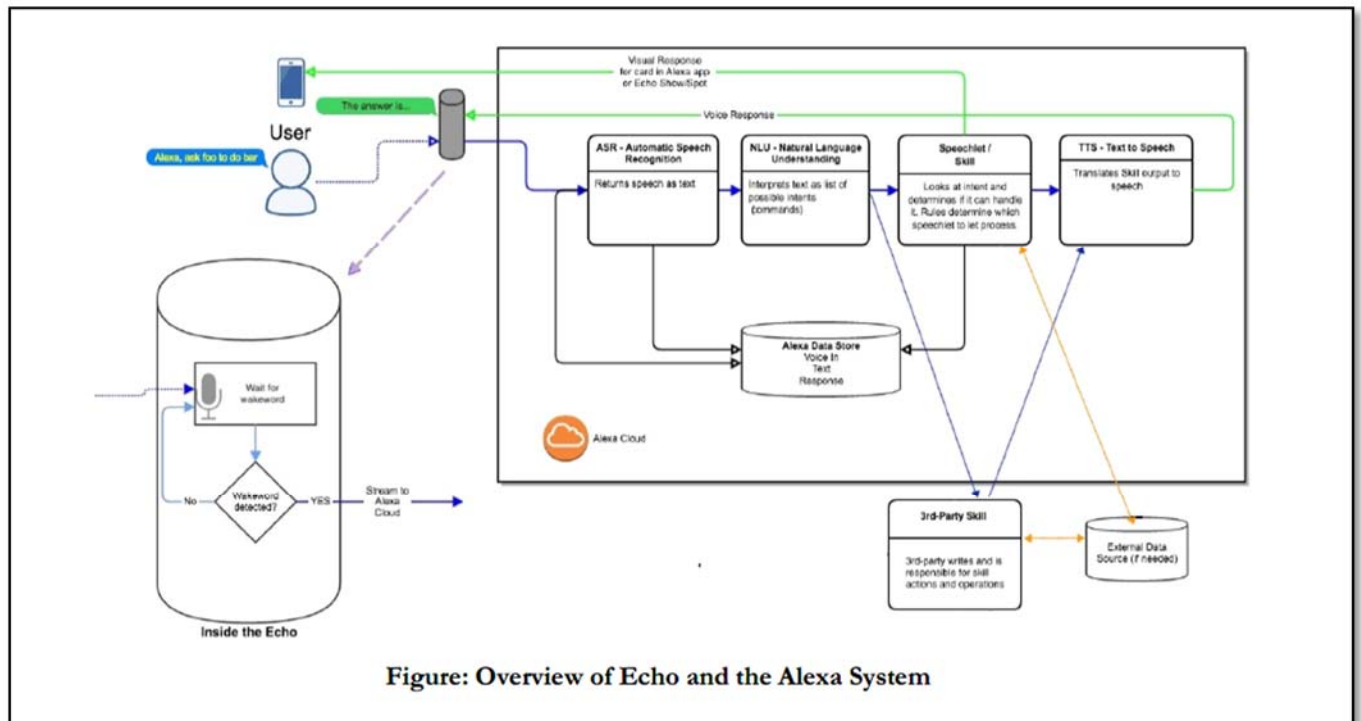 Visual Response
for card in Alexa app
or Echo Show/Spot
The answer is...
Voice Response
User
Alexa, ask foo to do bar
ASR - Automatic Speech
Recognition
Returns speech as text
NLU - Natural Language
Understanding
Interprets text as list of
possible intents
(commands)
Speechlet /
Skill
Looks at intent and
determines if it can handle
it. Rules determine which
speechlet to let process.
TTS - Text to Speech
Translates Skill output to
speech
Alexa Data Store
Voice In
Text
Response
Alexa Cloud
Wait for
wakeword
Wakeword
detected?
No
YES
Stream to
Alexa
Cloud
Inside the Echo
3rd-Party Skill
3rd-party writes and is
responsible for skill
actions and operations
External Data
Source (if needed)
Figure: Overview of Echo and the Alexa System